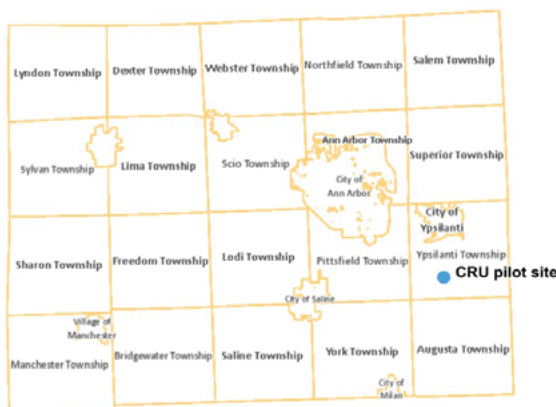 Lyndon Township
Dexter Township
Webster Township
Northfield Township
Salem Township
Sylvan Township
Lima Township
Scio Township
Ann Arbor Township
City of
Ann Arbor
Superior Township
City of
Ypsilanti
Sharon Township
Freedom Township
Lodi Township
Pittsfield Township
Ypsilanti Township
CRU pilot site
City of Saline
Village of
Manchester
Manchester Township
Bridgewater Township
Saline Township
York Township
Augusta Township
City of
Milan